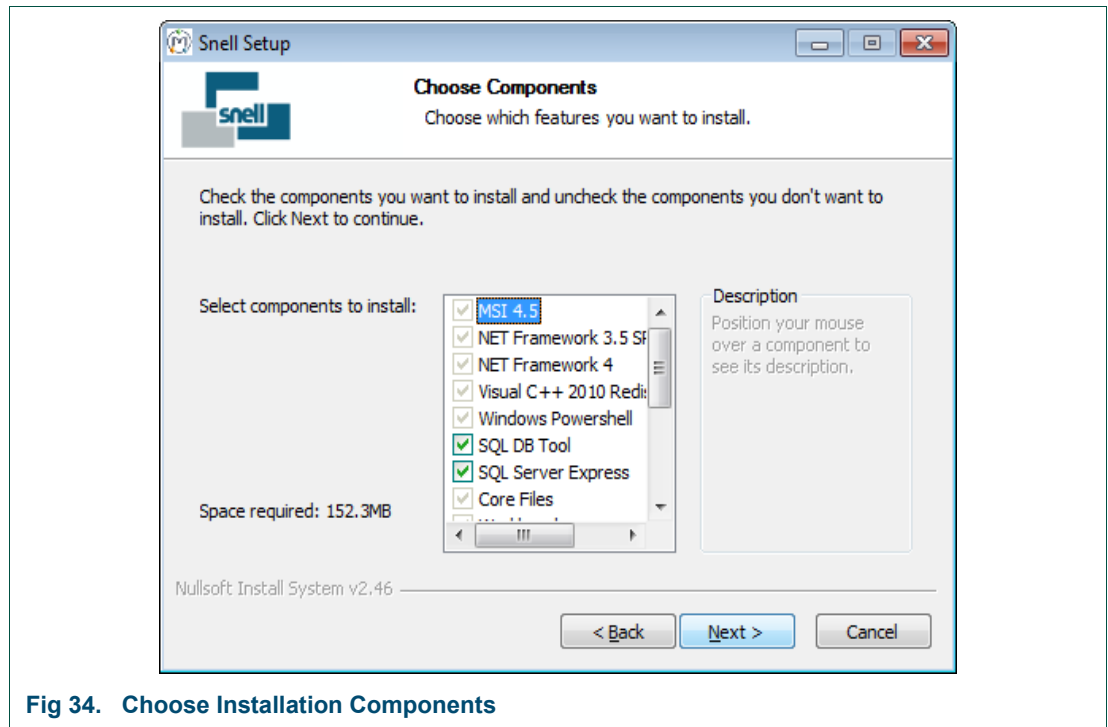 Snell Setup
snell
Choose Components
Choose which features you want to install.
Check the components you want to install and uncheck the components you don't want to
install. Click Next to continue.
Select components to install:
MSI 4.5
NET Framework 3.5 SP
NET Framework 4
Visual C++ 2010 Redis
Windows Powershell
SQL DB Tool
SQL Server Express
Core Files
Space required: 152.3MB
Description
Position your mouse
over a component to
see its description.
Nullsoft Install System v2.46
< Back
Next >
Cancel
Fig 34. Choose Installation Components